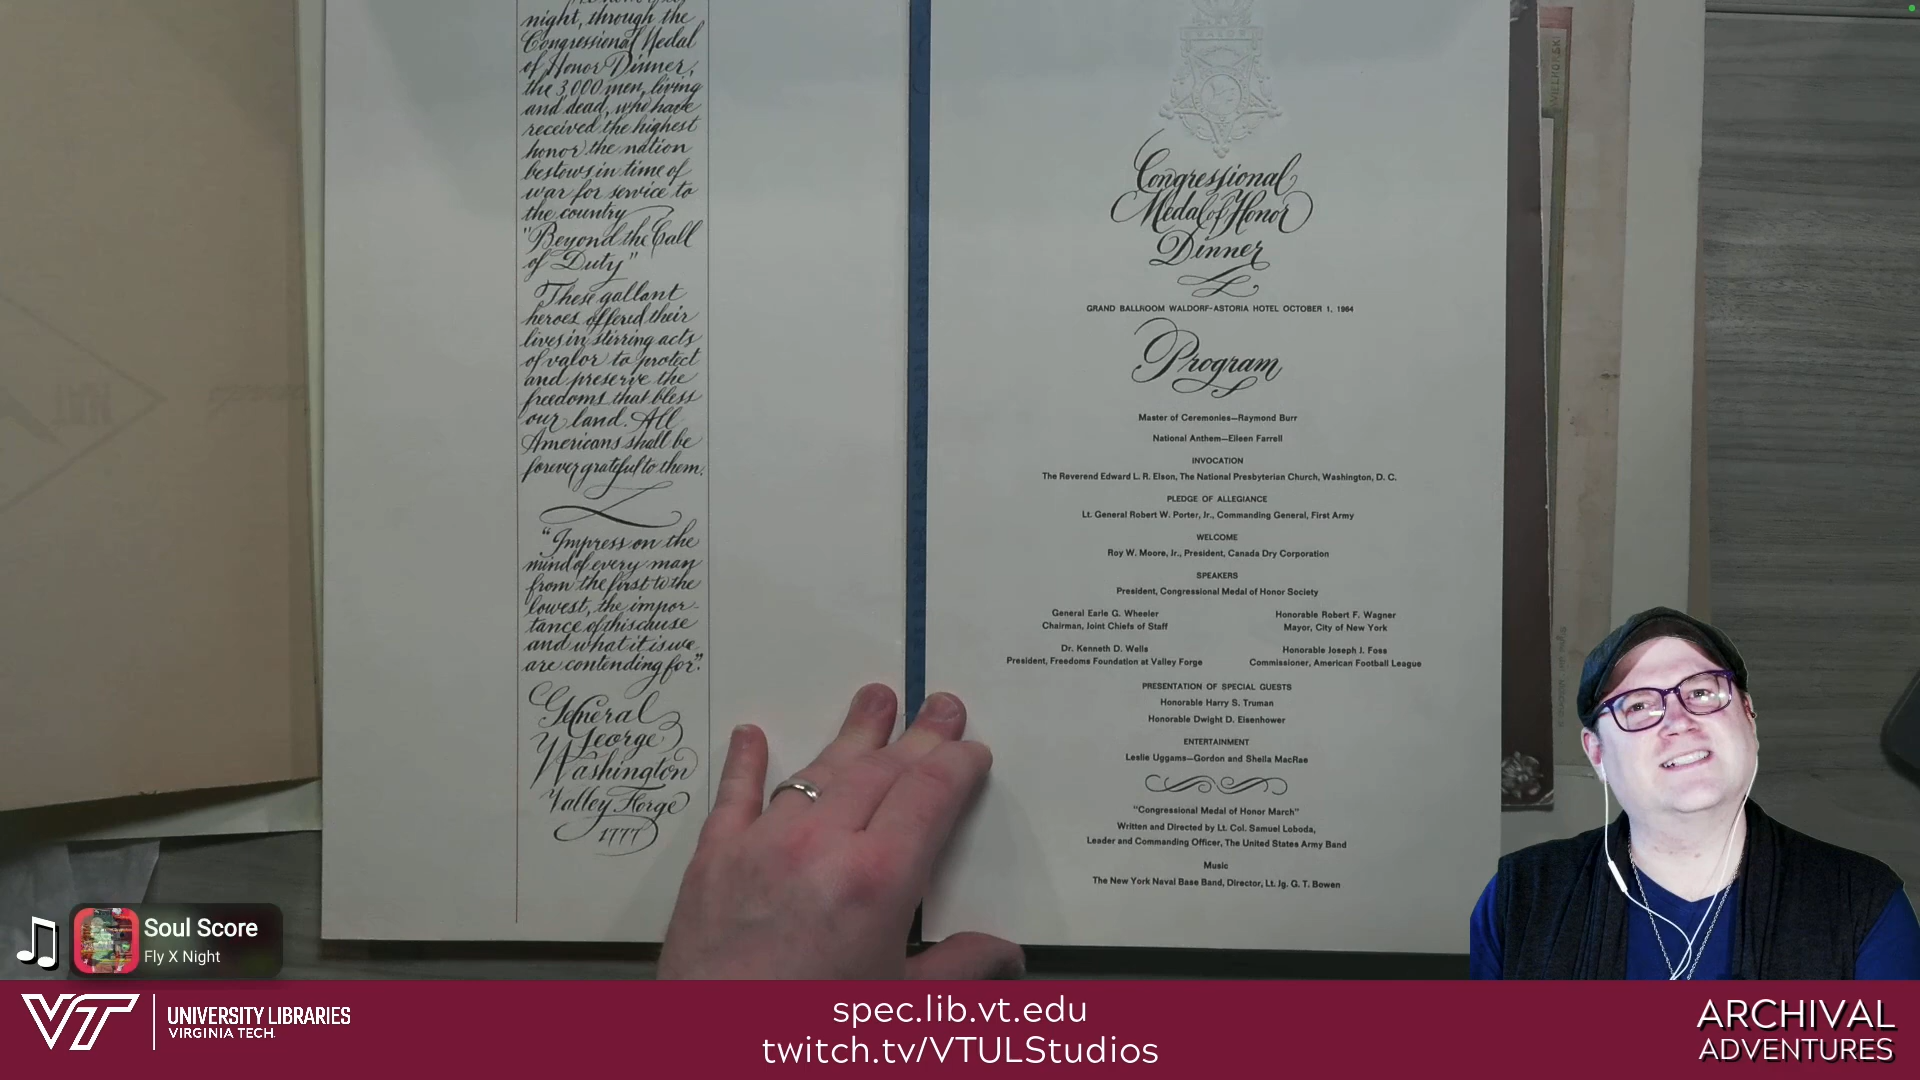 night, through the
Congressional Medal
of Honor Dinner,
the 3,000 men, living
and dead, who have
received the highest
honor the nation
bestows in time of
war for service to
the country
"Beyond the Call
of Duty"
These gallant
heroes offered their
lives in stirring acts
of valor to protect
and preserve the
freedoms that bless
our land. All
Americans shall be
forever grateful to them.
"Impress on the
mind of every man
from the first to the
lowest, the impor-
tance of this cause
and what it is we
are contending for."
General
George
Washington
Valley Forge
1777
VALOR
Congressional
Medal of Honor
Dinner
GRAND BALLROOM WALDORF-ASTORIA HOTEL OCTOBER 1, 1964
Program
Master of Ceremonies—Raymond Burr
National Anthem—Eileen Farrell
INVOCATION
The Reverend Edward L. R. Elson, The National Presbyterian Church, Washington, D. C.
PLEDGE OF ALLEGIANCE
Lt. General Robert W. Porter, Jr., Commanding General, First Army
WELCOME
Roy W. Moore, Jr., President, Canada Dry Corporation
SPEAKERS
President, Congressional Medal of Honor Society
General Earle G. Wheeler
Chairman, Joint Chiefs of Staff
Honorable Robert F. Wagner
Mayor, City of New York
Dr. Kenneth D. Wells
President, Freedoms Foundation at Valley Forge
Honorable Joseph J. Foss
Commissioner, American Football League
PRESENTATION OF SPECIAL GUESTS
Honorable Harry S. Truman
Honorable Dwight D. Eisenhower
ENTERTAINMENT
Leslie Uggams—Gordon and Sheila MacRae
"Congressional Medal of Honor March"
Written and Directed by Lt. Col. Samuel Loboda,
Leader and Commanding Officer, The United States Army Band
Music
The New York Naval Base Band, Director, Lt. Jg. G. T. Bowen
WIELHORSKI
Soul Score
Fly X Night
VT
UNIVERSITY LIBRARIES
VIRGINIA TECH.
spec.lib.vt.edu
twitch.tv/VTULStudios
ARCHIVAL
ADVENTURES